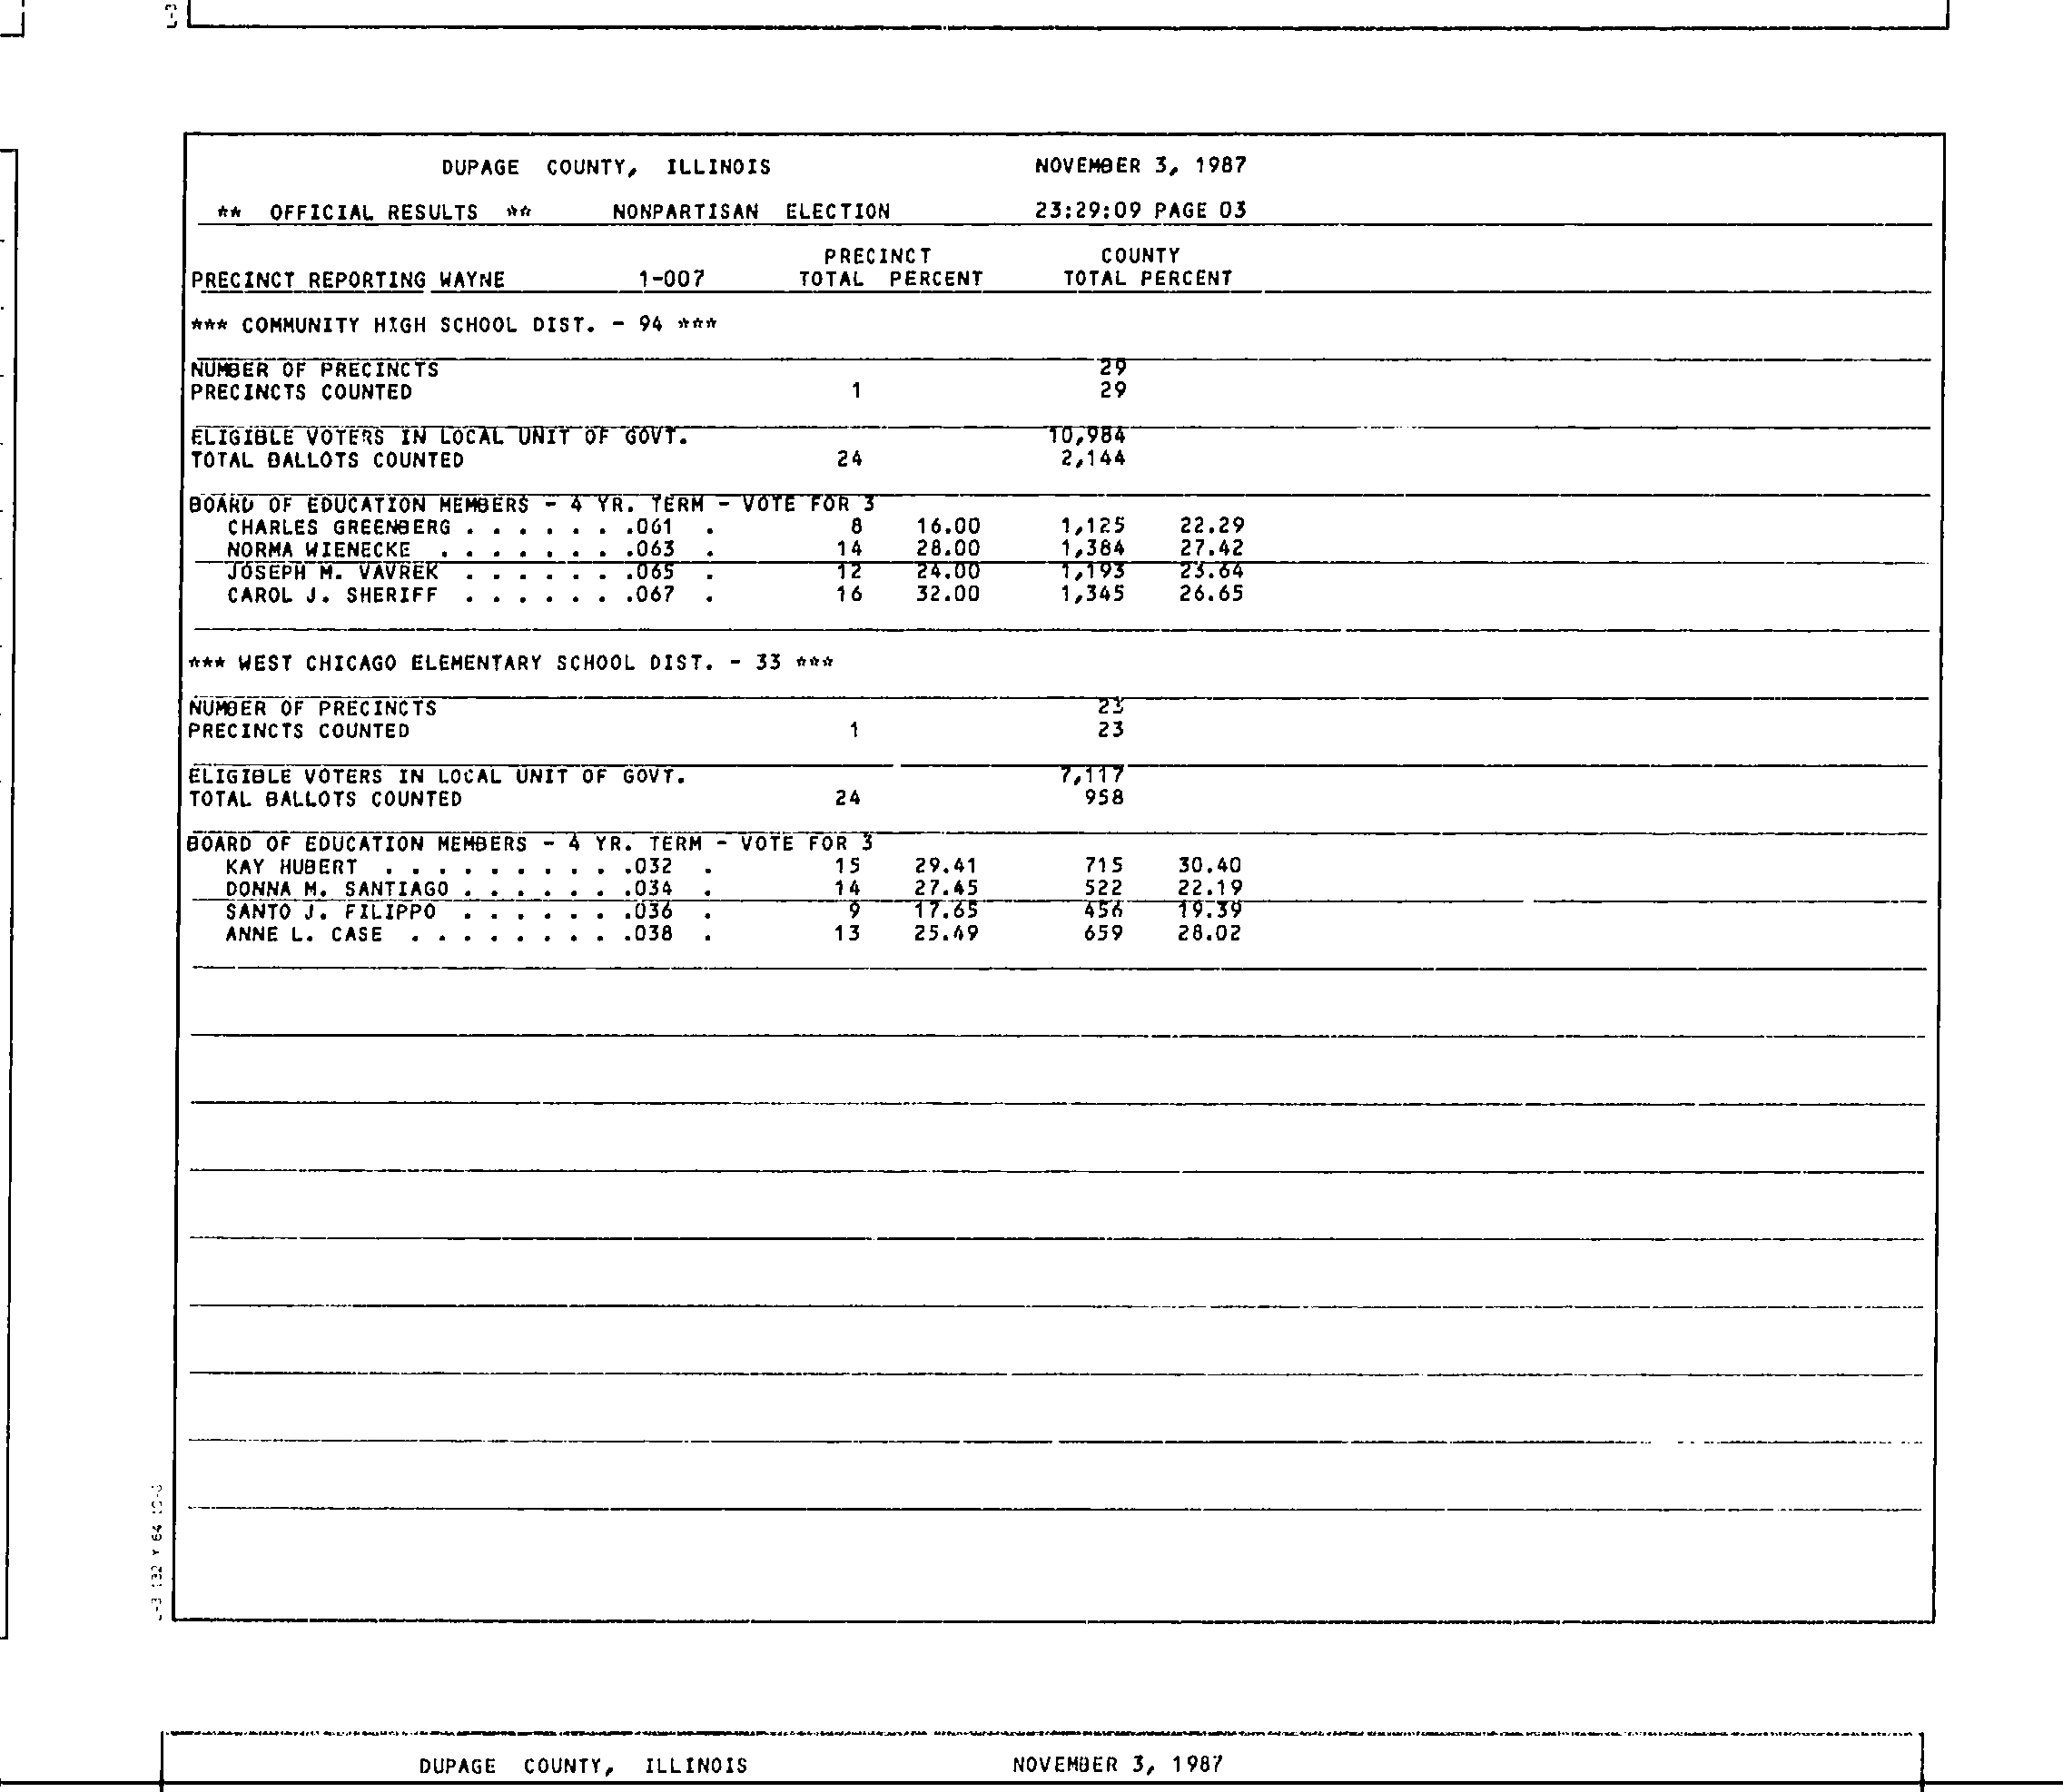 DUPAGE COUNTY, ILLINOIS NOVEMBER 3, 1987
** OFFICIAL RESULTS ** NONPARTISAN ELECTION 23:29:09 PAGE 03
PRECINCT COUNTY
PRECINCT REPORTING WAYNE 1-007 TOTAL PERCENT TOTAL PERCENT
*** COMMUNITY HIGH SCHOOL DIST. - 94 ***
NUMBER OF PRECINCTS 29
PRECINCTS COUNTED 1 29
ELIGIBLE VOTERS IN LOCAL UNIT OF GOVT. 10,984
TOTAL BALLOTS COUNTED 24 2,144
BOARD OF EDUCATION MEMBERS - 4 YR. TERM - VOTE FOR 3
CHARLES GREENBERG . . . . . . .061 . 8 16.00 1,125 22.29
NORMA WIENECKE . . . . . . . .063 . 14 28.00 1,384 27.42
JOSEPH M. VAVREK . . . . . . .065 . 12 24.00 1,193 23.64
CAROL J. SHERIFF . . . . . . .067 . 16 32.00 1,345 26.65
*** WEST CHICAGO ELEMENTARY SCHOOL DIST. - 33 ***
NUMBER OF PRECINCTS 23
PRECINCTS COUNTED 1 23
ELIGIBLE VOTERS IN LOCAL UNIT OF GOVT. 7,117
TOTAL BALLOTS COUNTED 24 958
BOARD OF EDUCATION MEMBERS - 4 YR. TERM - VOTE FOR 3
KAY HUBERT . . . . . . . . . .032 . 15 29.41 715 30.40
DONNA M. SANTIAGO . . . . . . .034 . 14 27.45 522 22.19
SANTO J. FILIPPO . . . . . . .036 . 9 17.65 456 19.39
ANNE L. CASE . . . . . . . . .038 . 13 25.49 659 28.02
DUPAGE COUNTY, ILLINOIS NOVEMBER 3, 1987